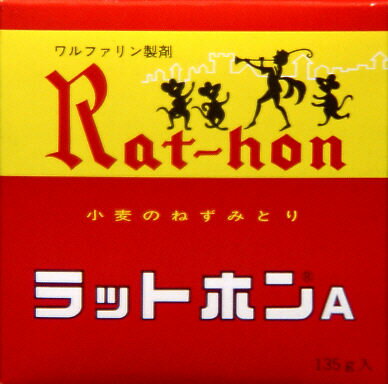 ワルファリン製剤
Rat-hon
小麦のねずみとり
ラットホンA
135g入